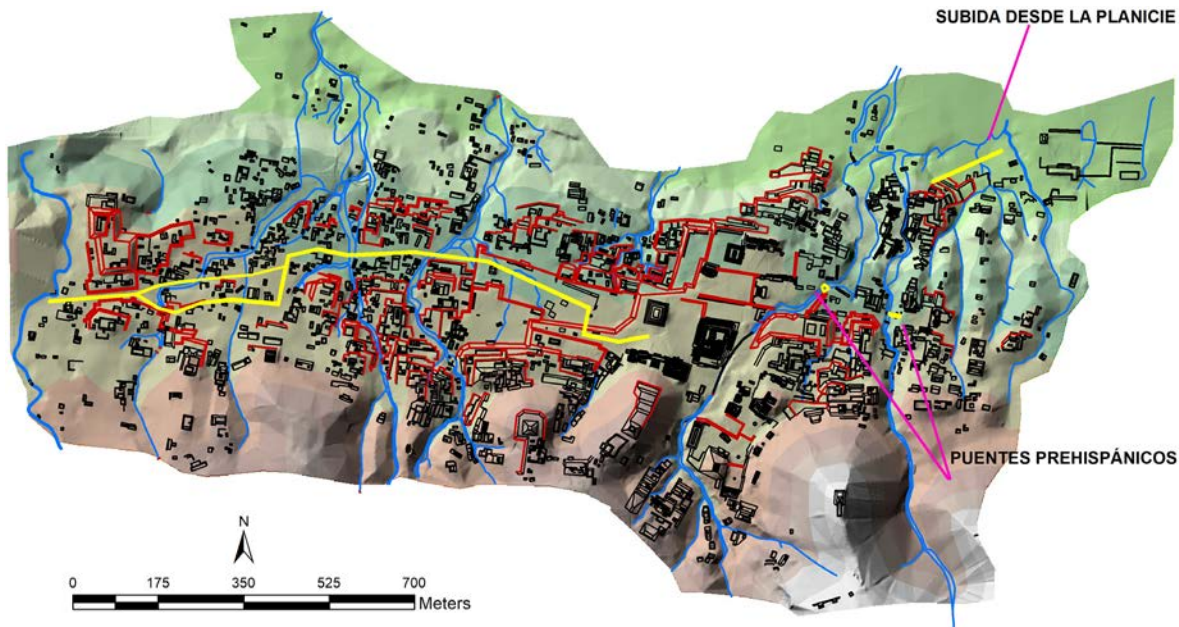 SUBIDA DESDE LA PLANICIE
PUENTES PREHISPÁNICOS
N
0 175 350 525 700
Meters